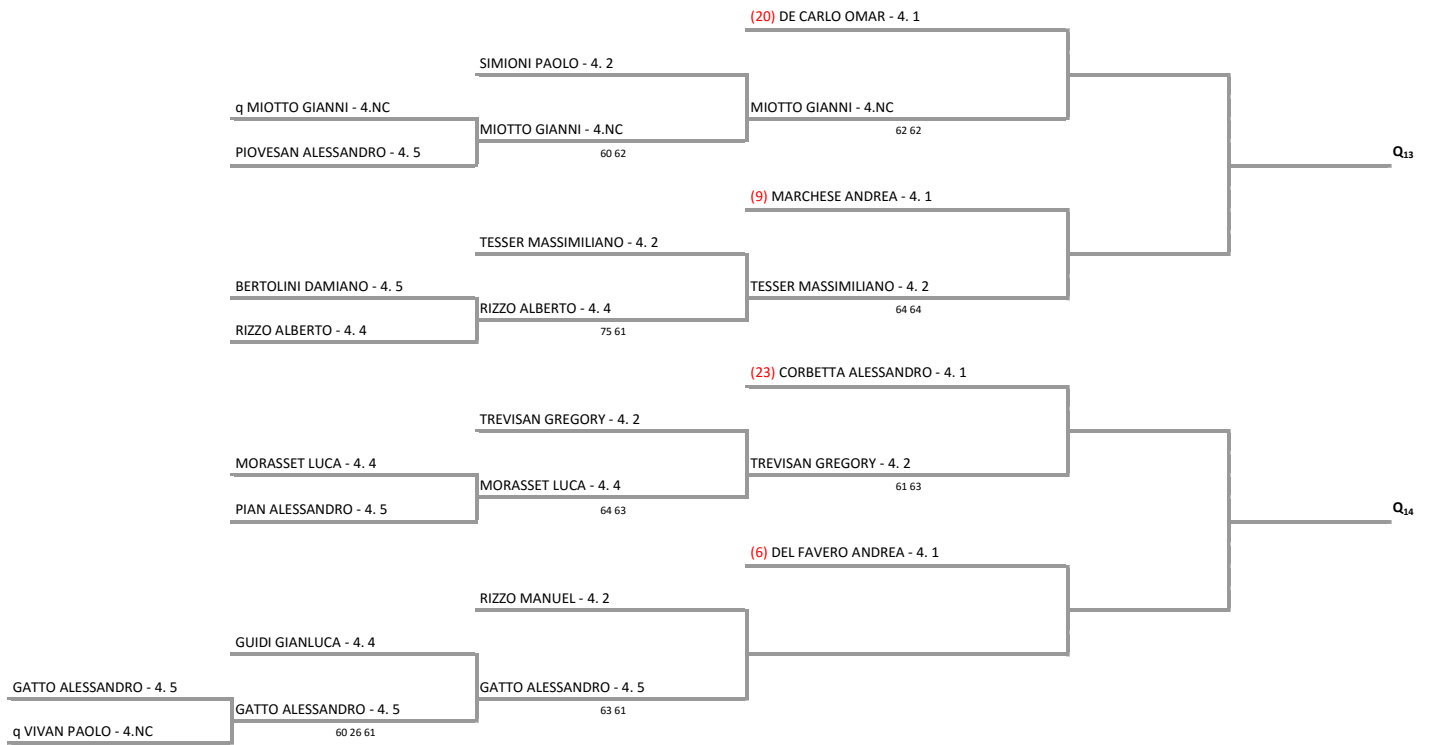 (20) DE CARLO OMAR - 4. 1
SIMIONI PAOLO - 4. 2
q MIOTTO GIANNI - 4.NC
MIOTTO GIANNI - 4.NC
MIOTTO GIANNI - 4.NC
62 62
PIOVESAN ALESSANDRO - 4. 5
60 62
Q13
(9) MARCHESE ANDREA - 4. 1
TESSER MASSIMILIANO - 4. 2
BERTOLINI DAMIANO - 4. 5
TESSER MASSIMILIANO - 4. 2
RIZZO ALBERTO - 4. 4
64 64
RIZZO ALBERTO - 4. 4
75 61
(23) CORBETTA ALESSANDRO - 4. 1
TREVISAN GREGORY - 4. 2
MORASSET LUCA - 4. 4
TREVISAN GREGORY - 4. 2
MORASSET LUCA - 4. 4
61 63
PIAN ALESSANDRO - 4. 5
64 63
Q14
(6) DEL FAVERO ANDREA - 4. 1
RIZZO MANUEL - 4. 2
GUIDI GIANLUCA - 4. 4
GATTO ALESSANDRO - 4. 5
GATTO ALESSANDRO - 4. 5
GATTO ALESSANDRO - 4. 5
63 61
q VIVAN PAOLO - 4.NC
60 26 61